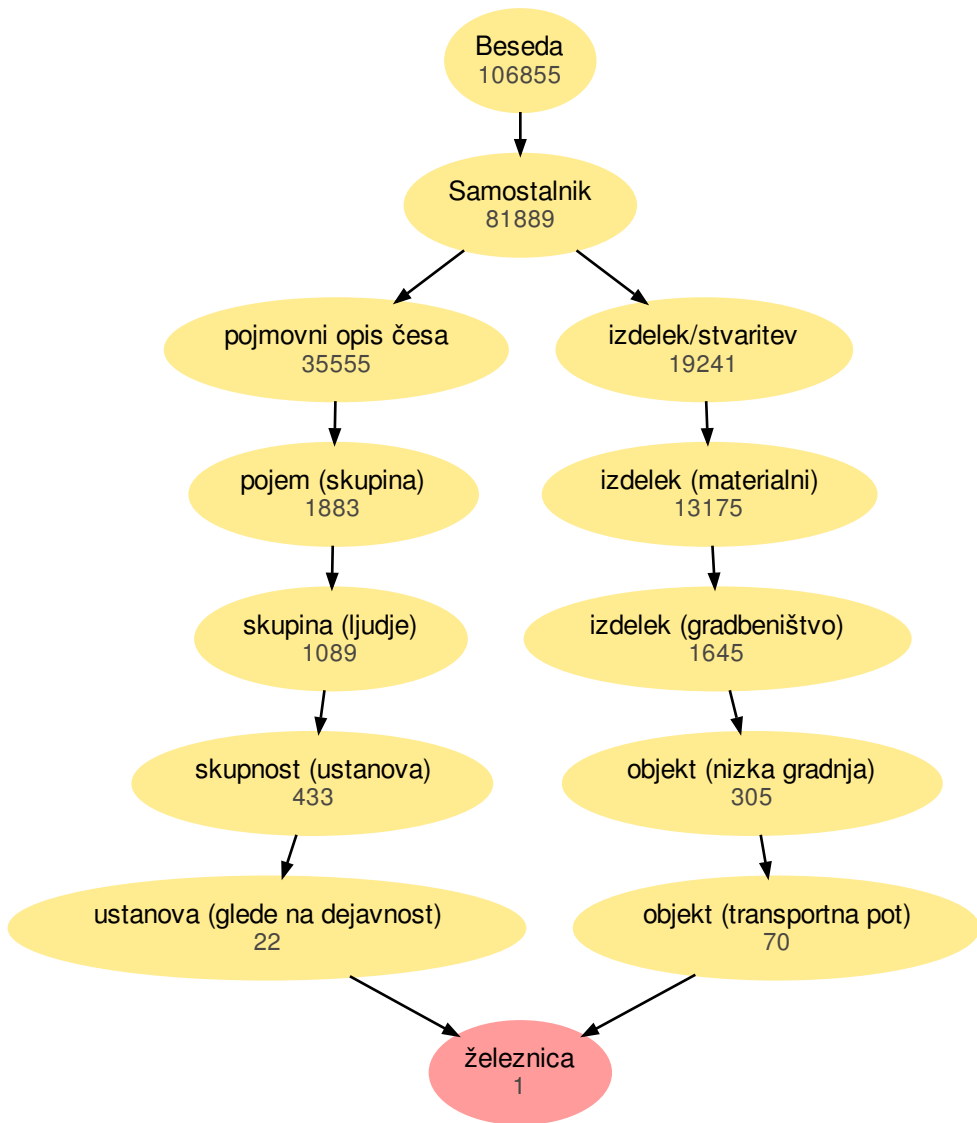 Beseda
106855
Samostalnik
81889
pojmovni opis česa
35555
izdelek/stvaritev
19241
pojem (skupina)
1883
izdelek (materialni)
13175
skupina (ljudje)
1089
izdelek (gradbeništvo)
1645
skupnost (ustanova)
433
objekt (nizka gradnja)
305
ustanova (glede na dejavnost)
22
objekt (transportna pot)
70
železnica
1